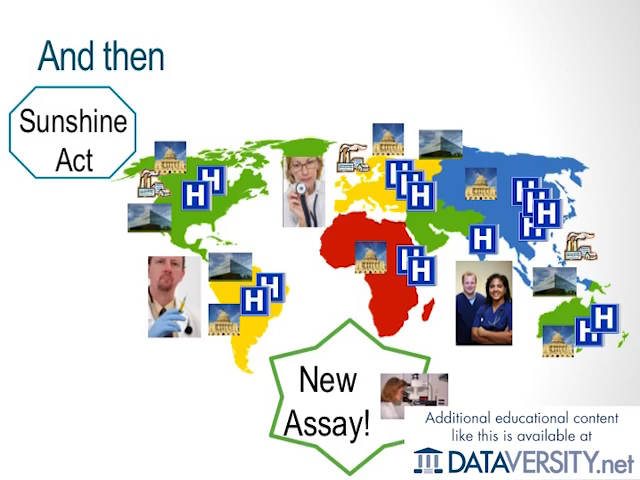 And then
Sunshine
Act
H H
H H H H
H H H H H
H
H H
H H
H H
New
Assay!
Additional educational content
like this is available at
DATAVERSITY.net